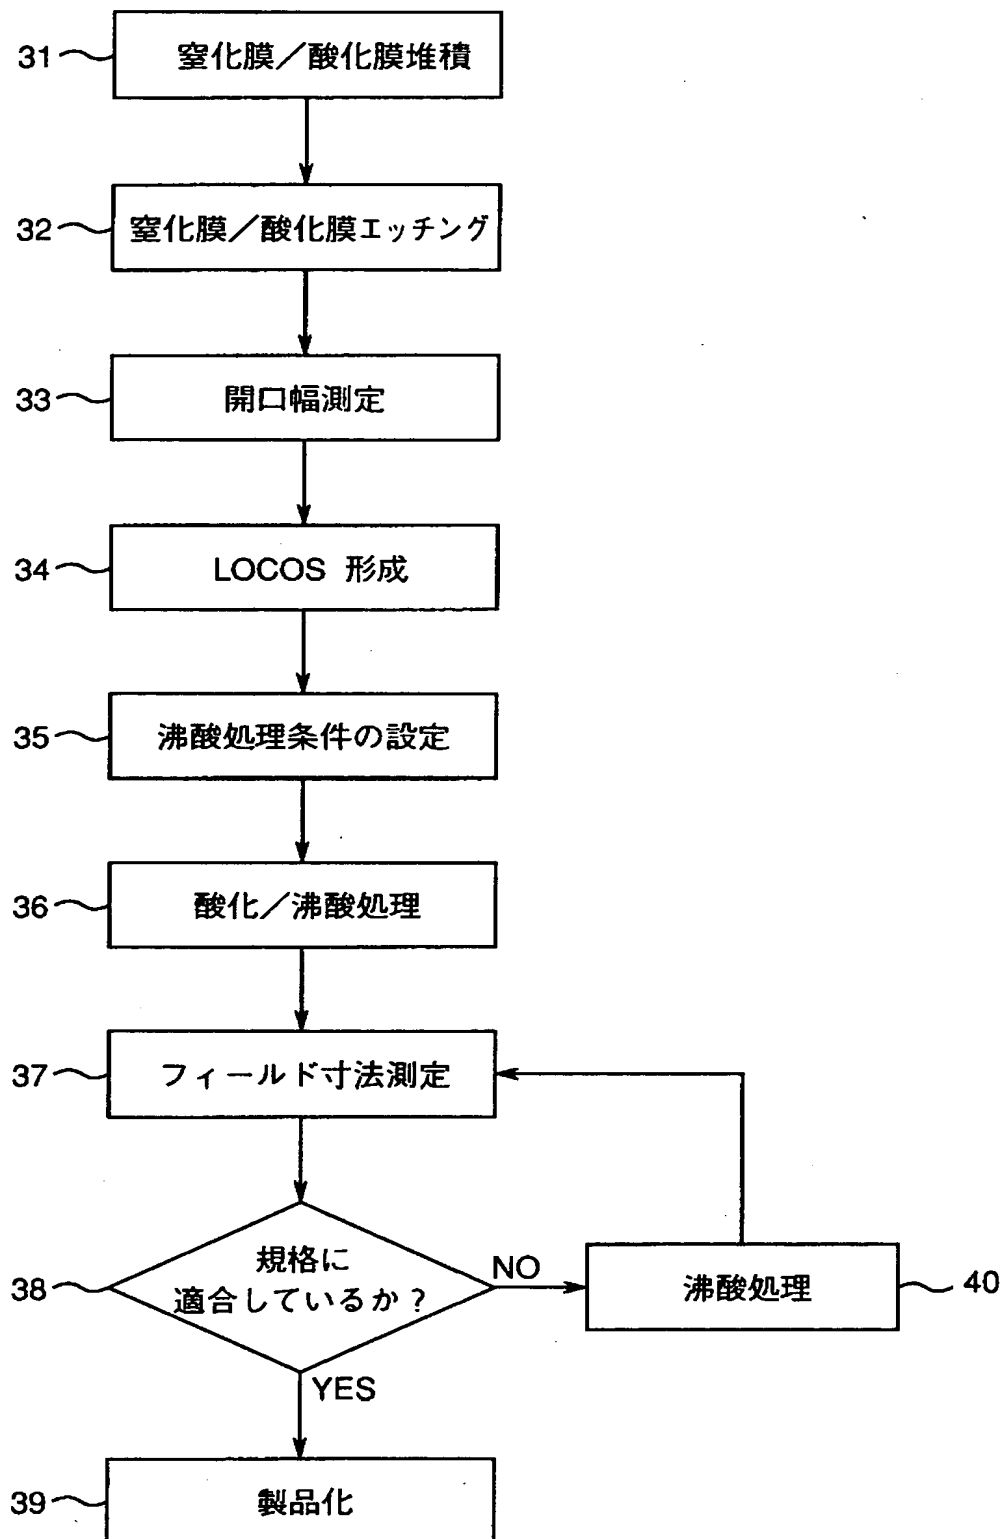 31 窒化膜/酸化膜堆積
32 窒化膜/酸化膜エッチング
33 開口幅測定
34 LOCOS 形成
35 沸酸処理条件の設定
36 酸化/沸酸処理
37 フィールド寸法測定
38 規格に
適合しているか?
NO
沸酸処理 40
YES
39 製品化